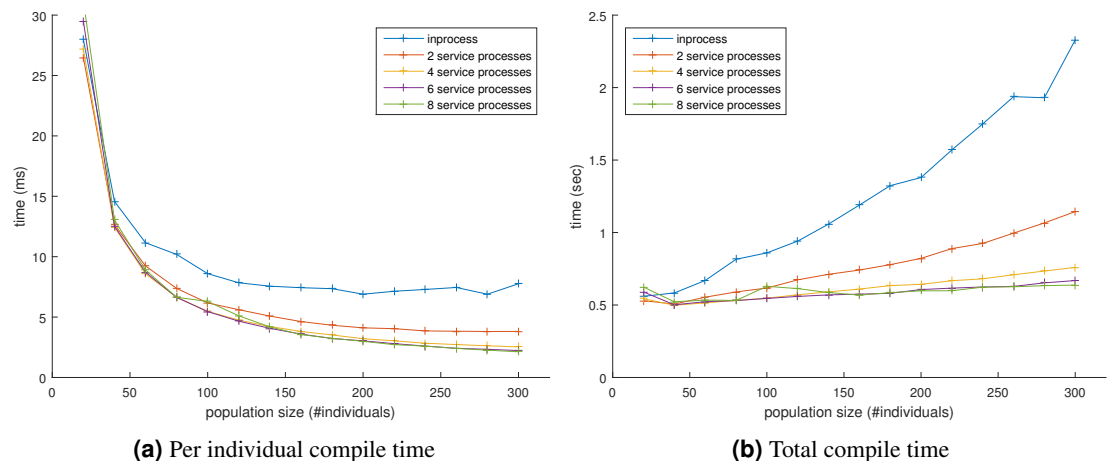 30
25
20
15
10
5
0
time (ms)
inprocess
2 service processes
4 service processes
6 service processes
8 service processes
0 50 100 150 200 250 300
population size (#individuals)
(a) Per individual compile time
2.5
2
1.5
1
0.5
0
time (sec)
inprocess
2 service processes
4 service processes
6 service processes
8 service processes
0 50 100 150 200 250 300
population size (#individuals)
(b) Total compile time